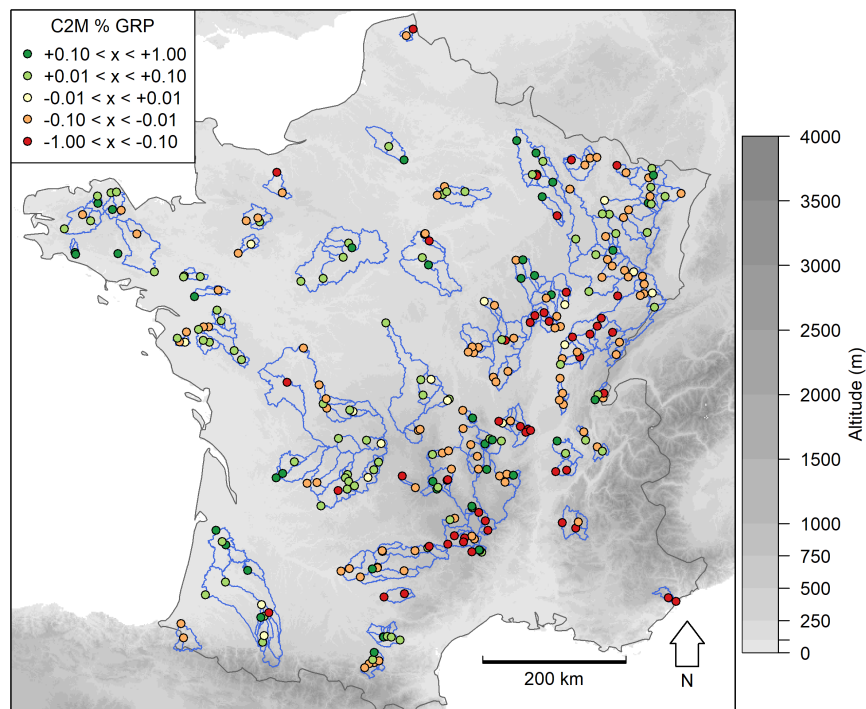 C2M % GRP
+0.10 < x < +1.00
+0.01 < x < +0.10
-0.01 < x < +0.01
-0.10 < x < -0.01
-1.00 < x < -0.10
4000
3500
3000
2500
2000
1500
1000
750
500
250
0
Altitude (m)
200 km
N